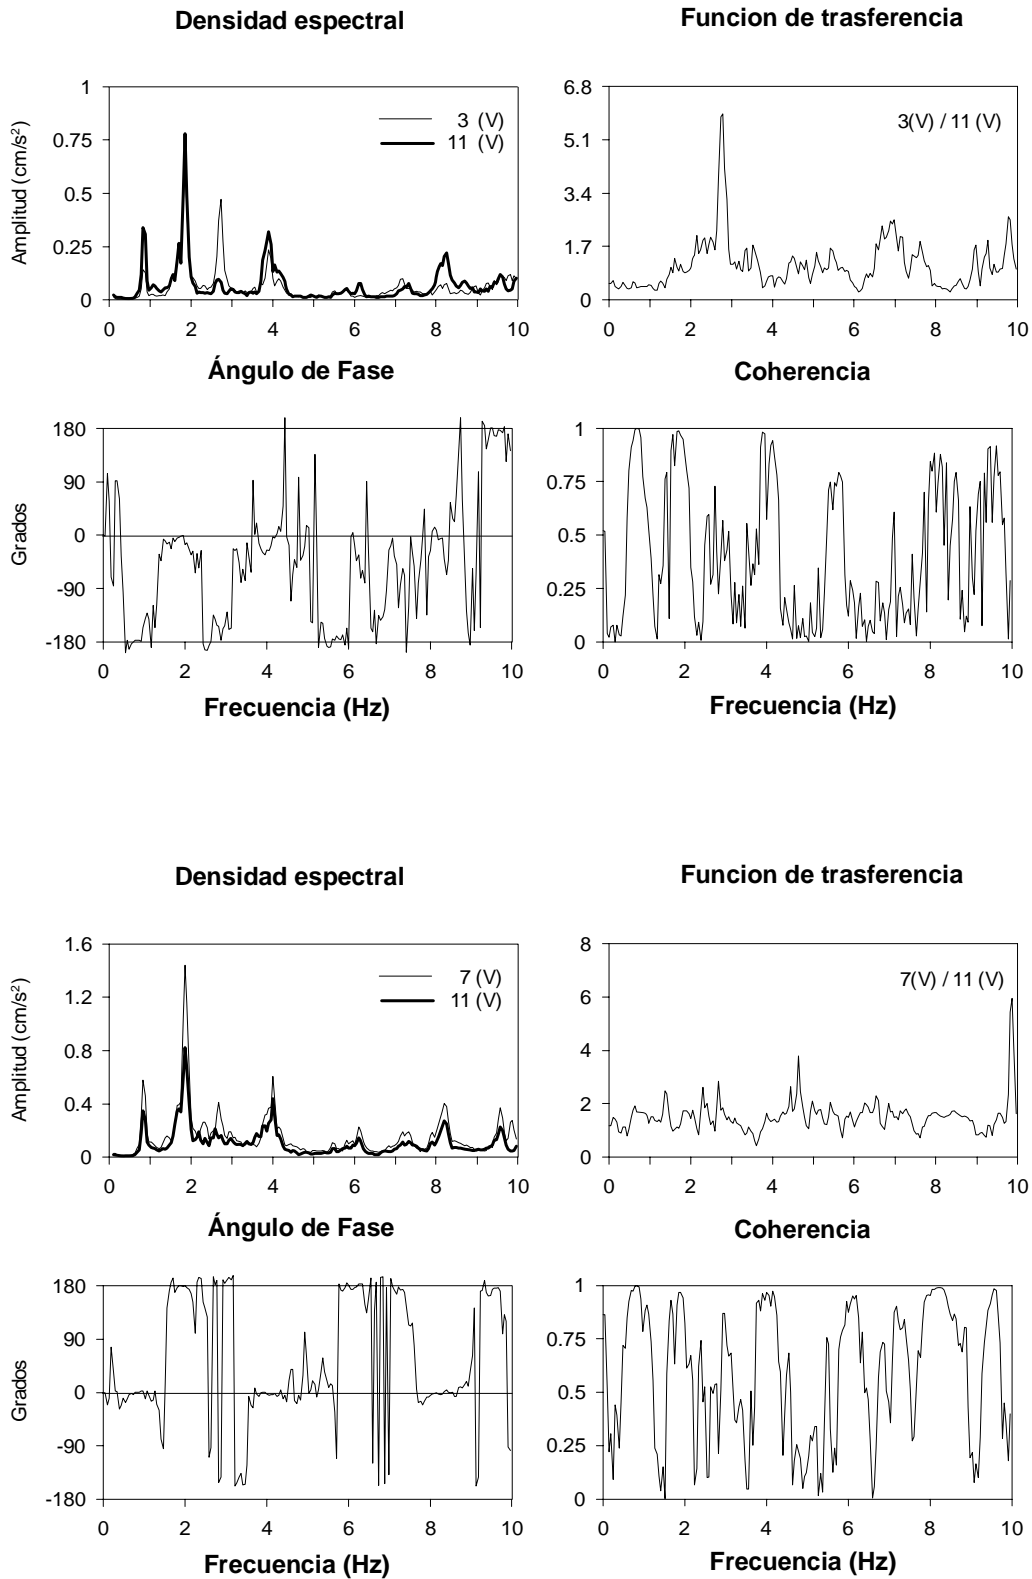 Densidad espectral
Funcion de trasferencia
Amplitud (cm/s²)
1
0.75
0.5
0.25
0
0 2 4 6 8 10
3 (V)
11 (V)
6.8
5.1
3.4
1.7
0
0 2 4 6 8 10
3(V) / 11 (V)
Ángulo de Fase
Coherencia
Grados
180
90
0
-90
-180
0 2 4 6 8 10
Frecuencia (Hz)
1
0.75
0.5
0.25
0
0 2 4 6 8 10
Frecuencia (Hz)
Densidad espectral
Funcion de trasferencia
Amplitud (cm/s²)
1.6
1.2
0.8
0.4
0
0 2 4 6 8 10
7 (V)
11 (V)
8
6
4
2
0
0 2 4 6 8 10
7(V) / 11 (V)
Ángulo de Fase
Coherencia
Grados
180
90
0
-90
-180
0 2 4 6 8 10
Frecuencia (Hz)
1
0.75
0.5
0.25
0
0 2 4 6 8 10
Frecuencia (Hz)